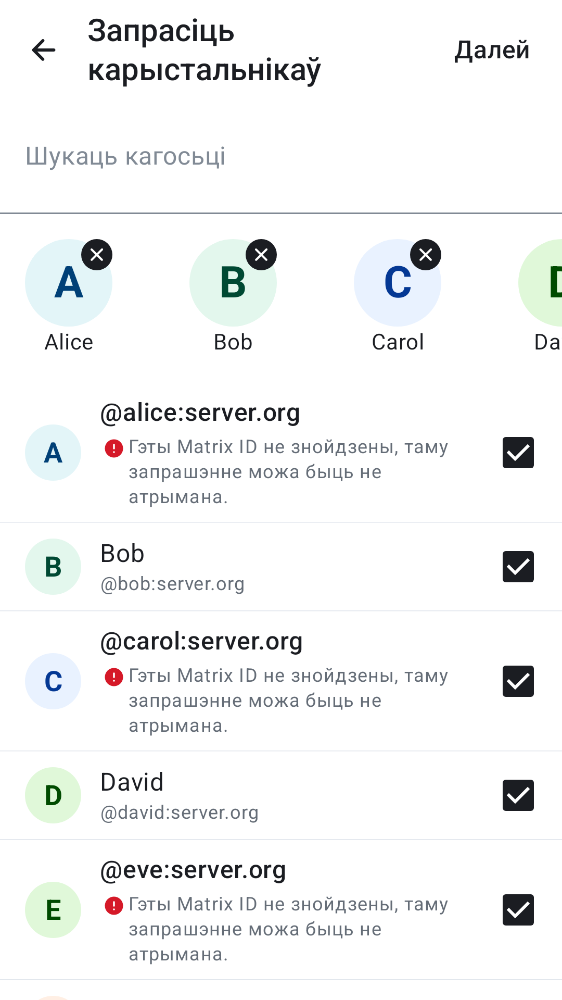 Запрасіць
карыстальнікаў
Далей
Шукаць кагосьці
A
B
C
Alice
Bob
Carol
Da
@alice:server.org
A
Гэты Matrix ID не знойдзены, таму
запрашэнне можа быць не
атрымана.
B
Bob
@bob:server.org
@carol:server.org
C
Гэты Matrix ID не знойдзены, таму
запрашэнне можа быць не
атрымана.
D
David
@david:server.org
@eve:server.org
E
Гэты Matrix ID не знойдзены, таму
запрашэнне можа быць не
атрымана.